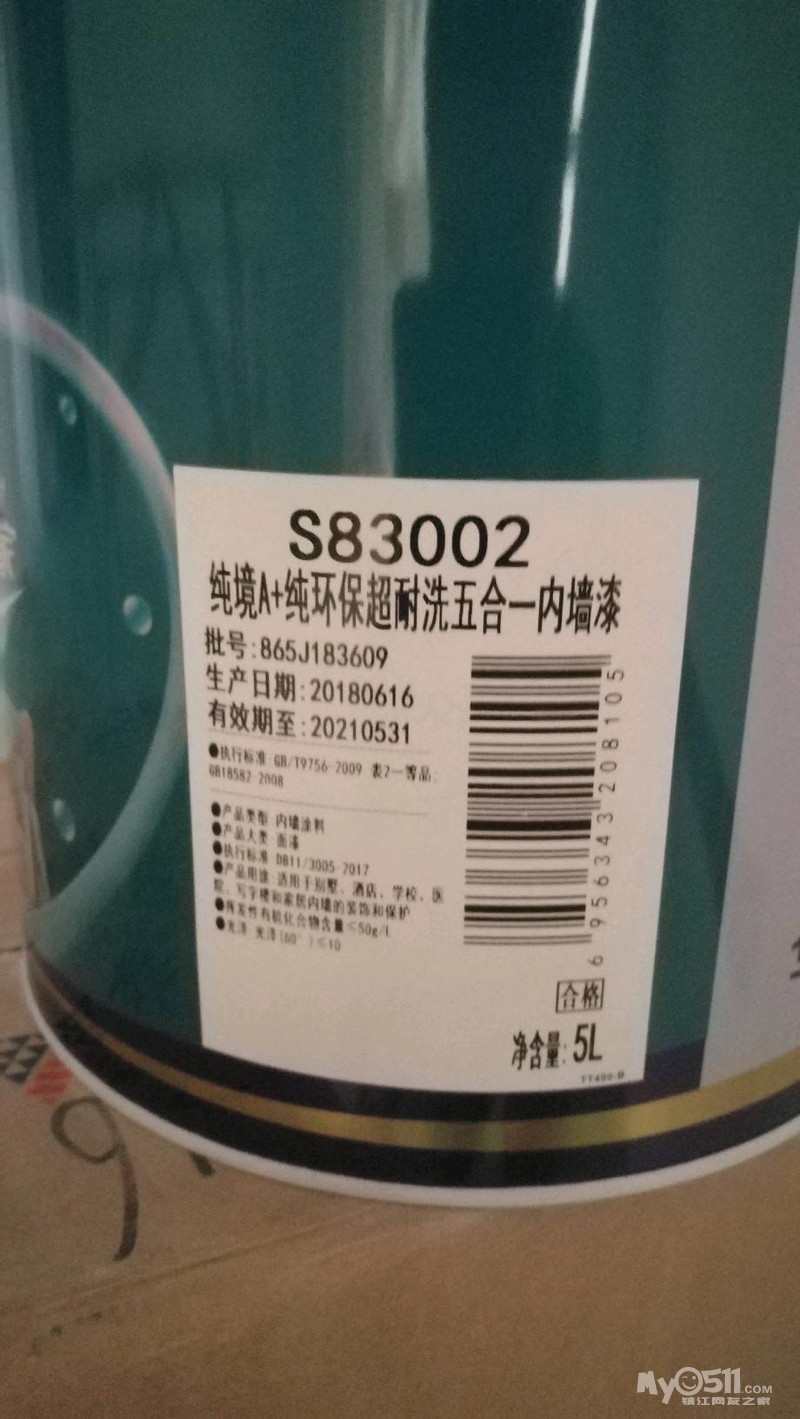 S83002
纯境A+纯环保超耐洗五合一内墙漆
批号:865J183609
生产日期:20180616
有效期至:20210531
●执行标准 GB/T9756-2009 表2一等品
GB18582-2008
●产品类型 内墙涂料
●产品大类 面漆
●执行标准 DB11/3005-2017
●产品用途 适用于别墅、酒店、学校、医
院、写字楼和家居内墙的装饰和保护
●挥发性有机化合物含量≤50g/L
●光泽 光泽(60°)≤10
6 956343 208105
合格
净含量:5L
TT499-B
My0511.COM
镇江网友之家